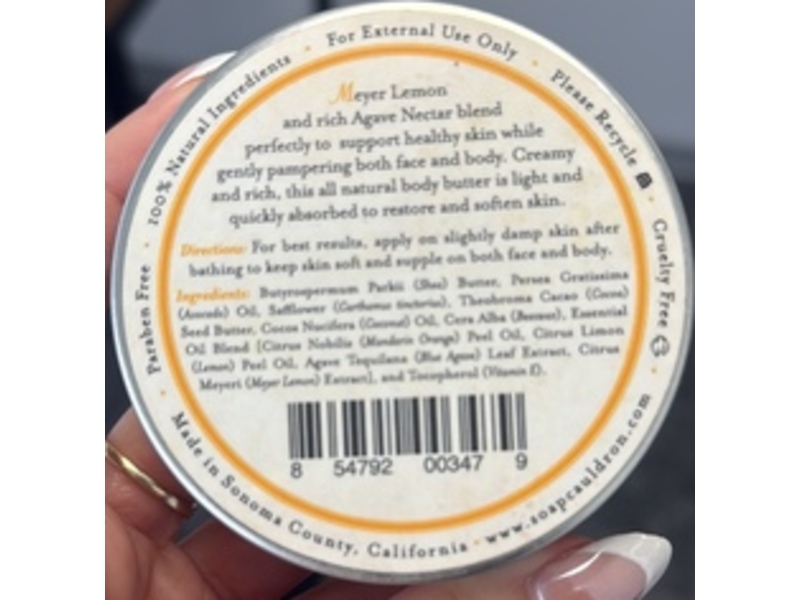 100% Natural Ingredients • For External Use Only • Please Recycle
Meyer Lemon
and rich Agave Nectar blend
perfectly to support healthy skin while
gently pampering both face and body. Creamy
and rich, this all natural body butter is light and
quickly absorbed to restore and soften skin.
Directions: For best results, apply on slightly damp skin after
bathing to keep skin soft and supple on both face and body.
Ingredients: Butyrospermum Parkii (Shea) Butter, Persea Gratissima
(Avocado) Oil, Safflower (Carthamus tinctorius), Theobroma Cacao (Cocoa)
Seed Butter, Cocos Nucifera (Coconut) Oil, Cera Alba (Beeswax), Essential
Oil Blend [Citrus Nobilis (Mandarin Orange) Peel Oil, Citrus Limon
(Lemon) Peel Oil, Agave Tequilana (Blue Agave) Leaf Extract, Citrus
Meyeri (Meyer Lemon) Extract], and Tocopherol (Vitamin E).
8 54792 00347 9
Cruelty Free
Paraben Free
Made in Sonoma County, California • www.soapcauldron.com